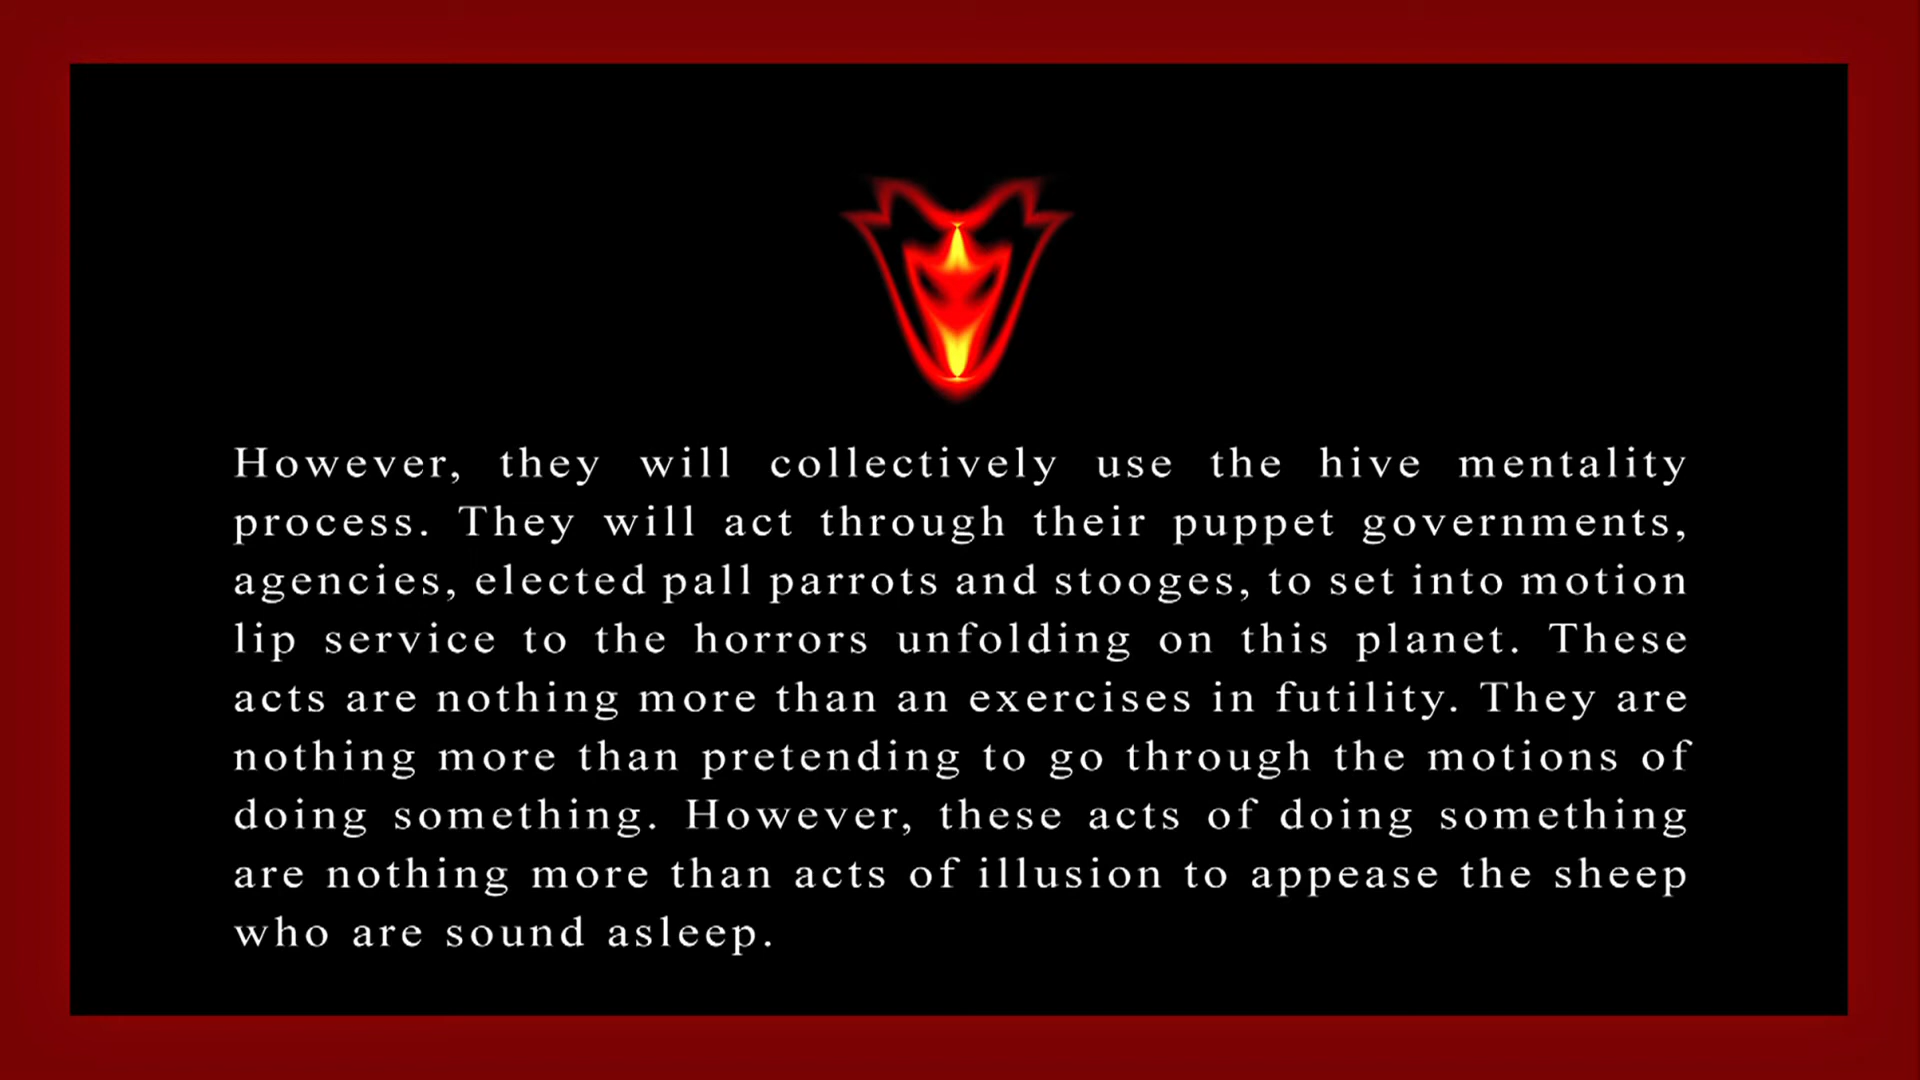 However, they will collectively use the hive mentality
process. They will act through their puppet governments,
agencies, elected pall parrots and stooges, to set into motion
lip service to the horrors unfolding on this planet. These
acts are nothing more than an exercises in futility. They are
nothing more than pretending to go through the motions of
doing something. However, these acts of doing something
are nothing more than acts of illusion to appease the sheep
who are sound asleep.